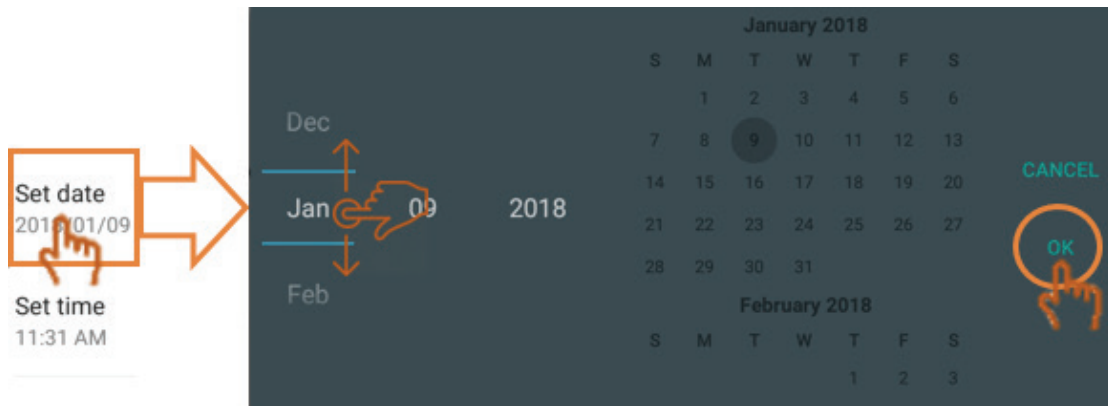 Set date
2018/01/09
Set time
11:31 AM
Dec
Jan 09 2018
Feb
January 2018
S M T W T F S
1 2 3 4 5 6
7 8 9 10 11 12 13
14 15 16 17 18 19 20
21 22 23 24 25 26 27
28 29 30 31
February 2018
S M T W T F S
1 2 3
CANCEL
OK